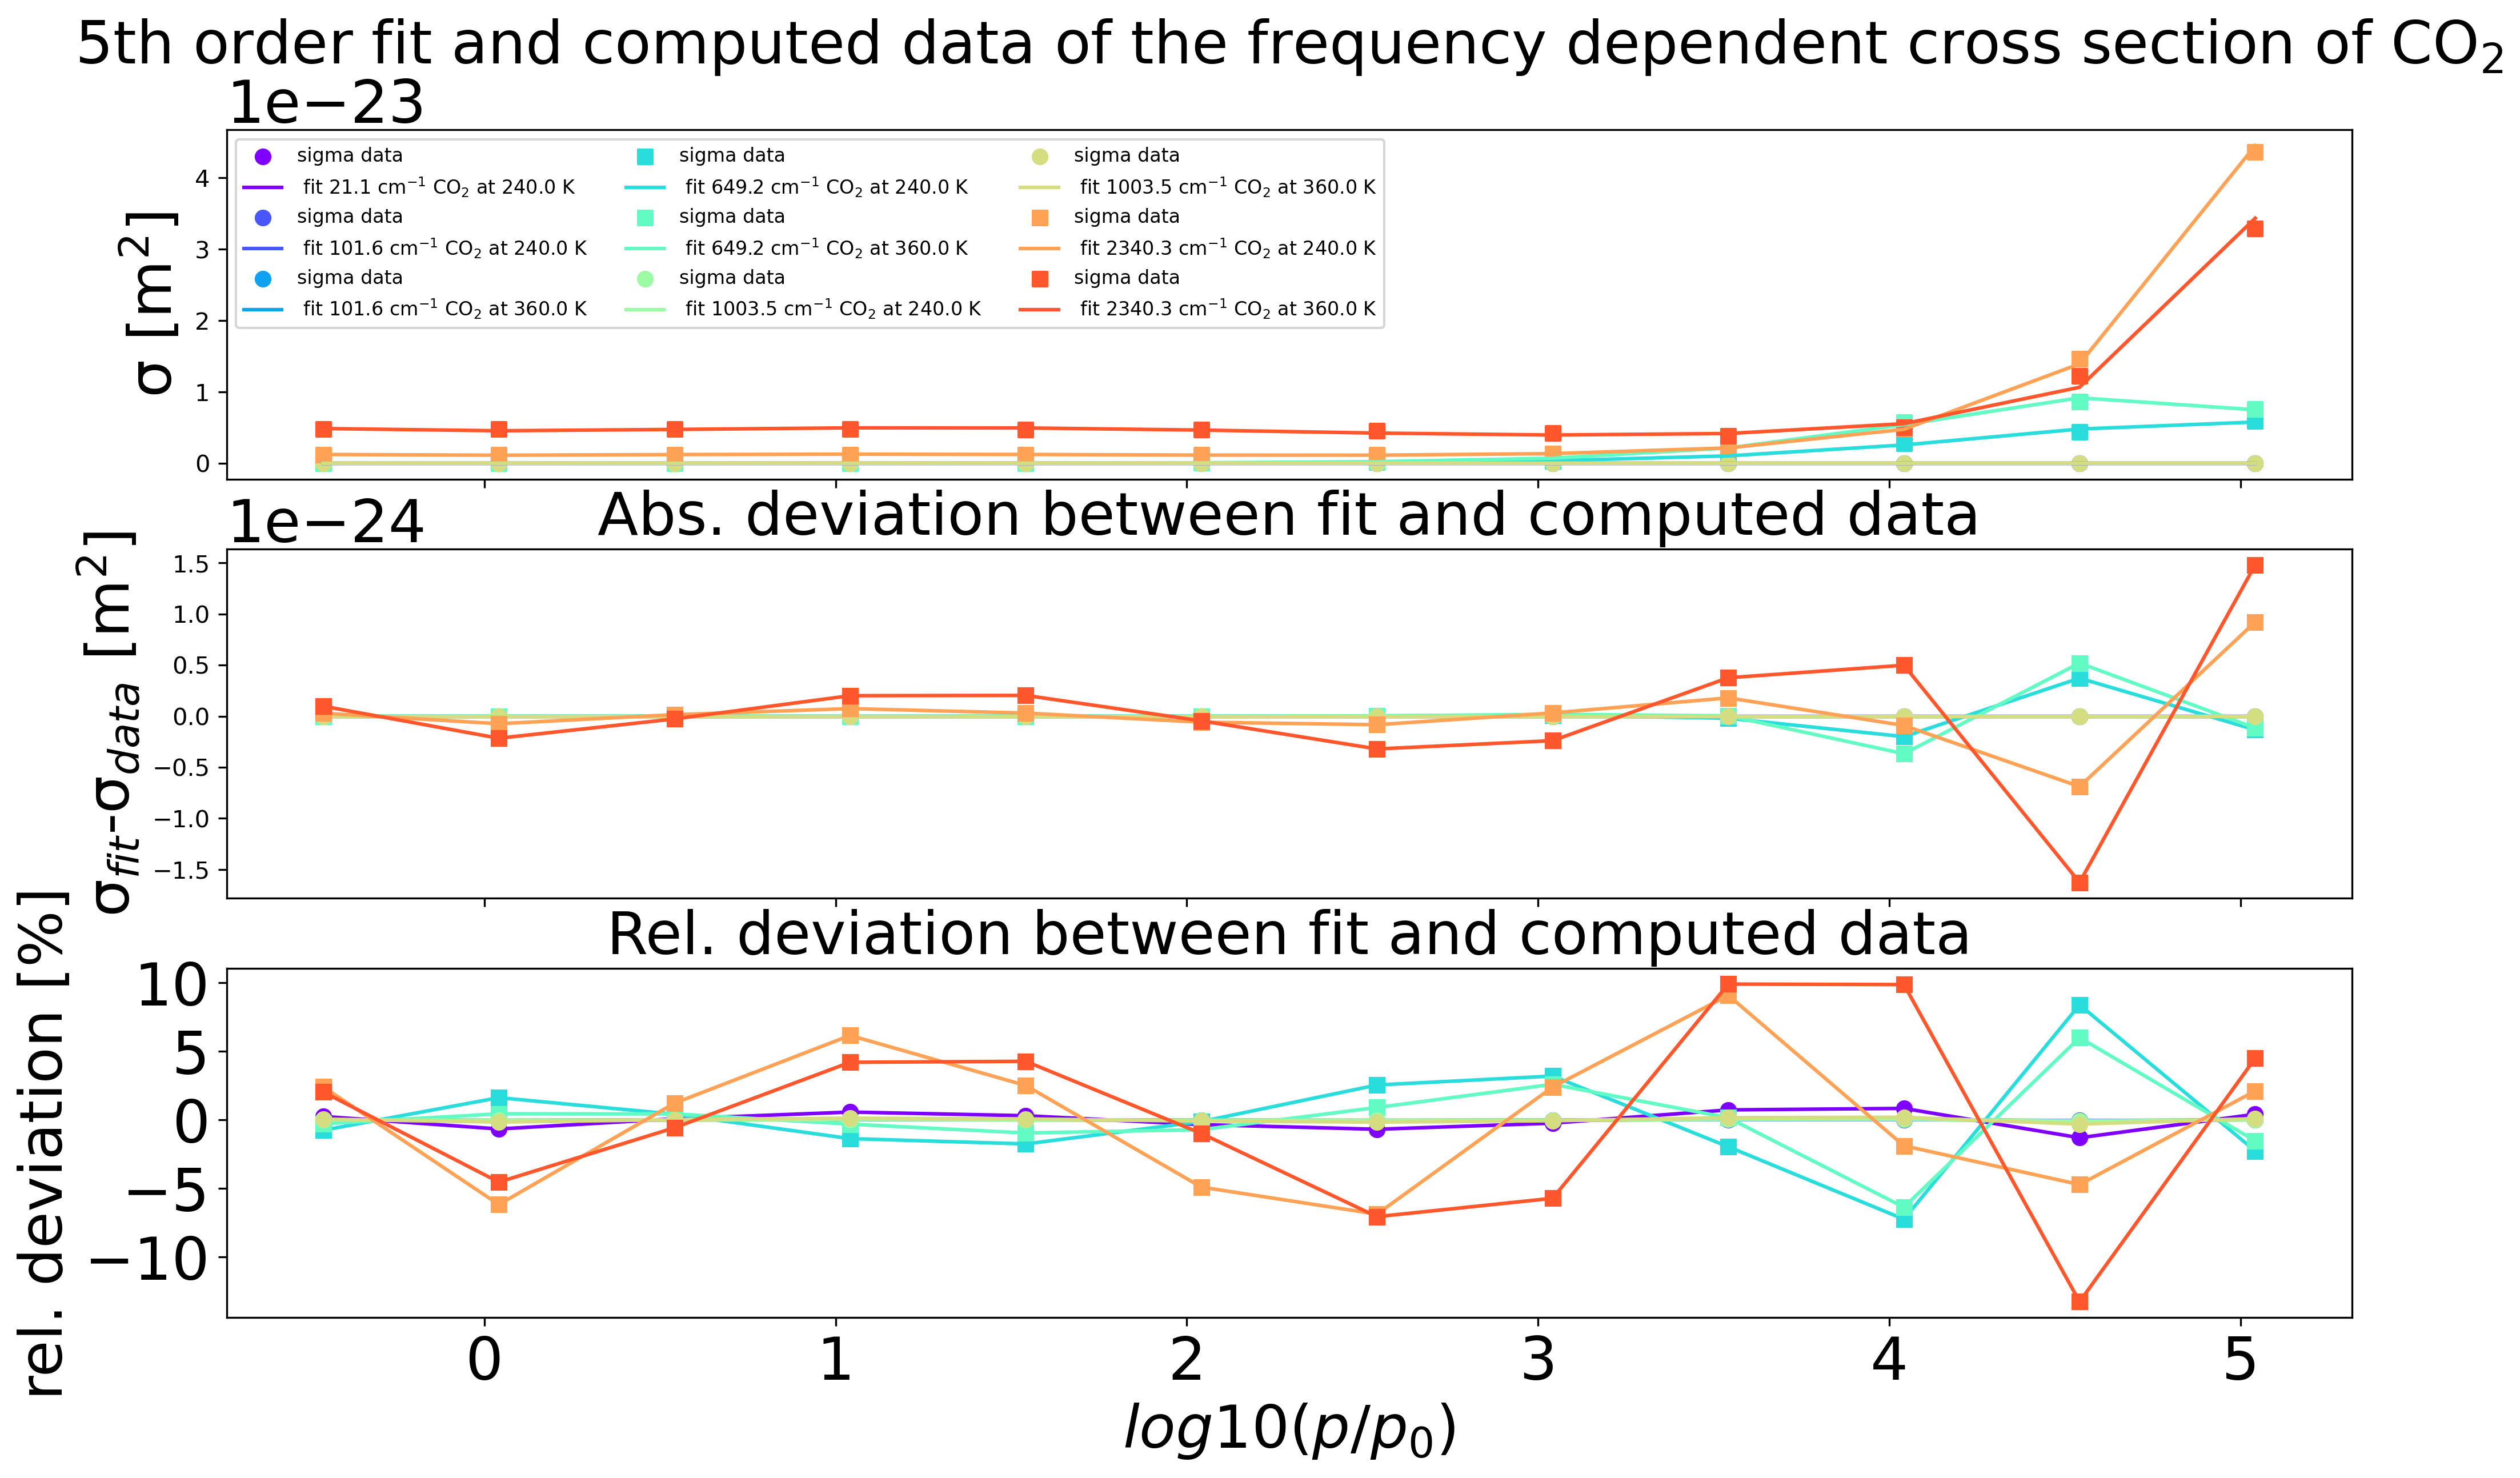 5th order fit and computed data of the frequency dependent cross section of CO₂
1e−23
σ [m²]
4
3
2
1
0
sigma data
fit 21.1 cm⁻¹ CO₂ at 240.0 K
sigma data
fit 101.6 cm⁻¹ CO₂ at 240.0 K
sigma data
fit 101.6 cm⁻¹ CO₂ at 360.0 K
sigma data
fit 649.2 cm⁻¹ CO₂ at 240.0 K
sigma data
fit 649.2 cm⁻¹ CO₂ at 360.0 K
sigma data
fit 1003.5 cm⁻¹ CO₂ at 240.0 K
sigma data
fit 1003.5 cm⁻¹ CO₂ at 360.0 K
sigma data
fit 2340.3 cm⁻¹ CO₂ at 240.0 K
sigma data
fit 2340.3 cm⁻¹ CO₂ at 360.0 K
1e−24
Abs. deviation between fit and computed data
σfit-σdata [m²]
1.5
1.0
0.5
0.0
−0.5
−1.0
−1.5
Rel. deviation between fit and computed data
rel. deviation [%]
10
5
0
−5
−10
0 1 2 3 4 5
log10(p/p₀)